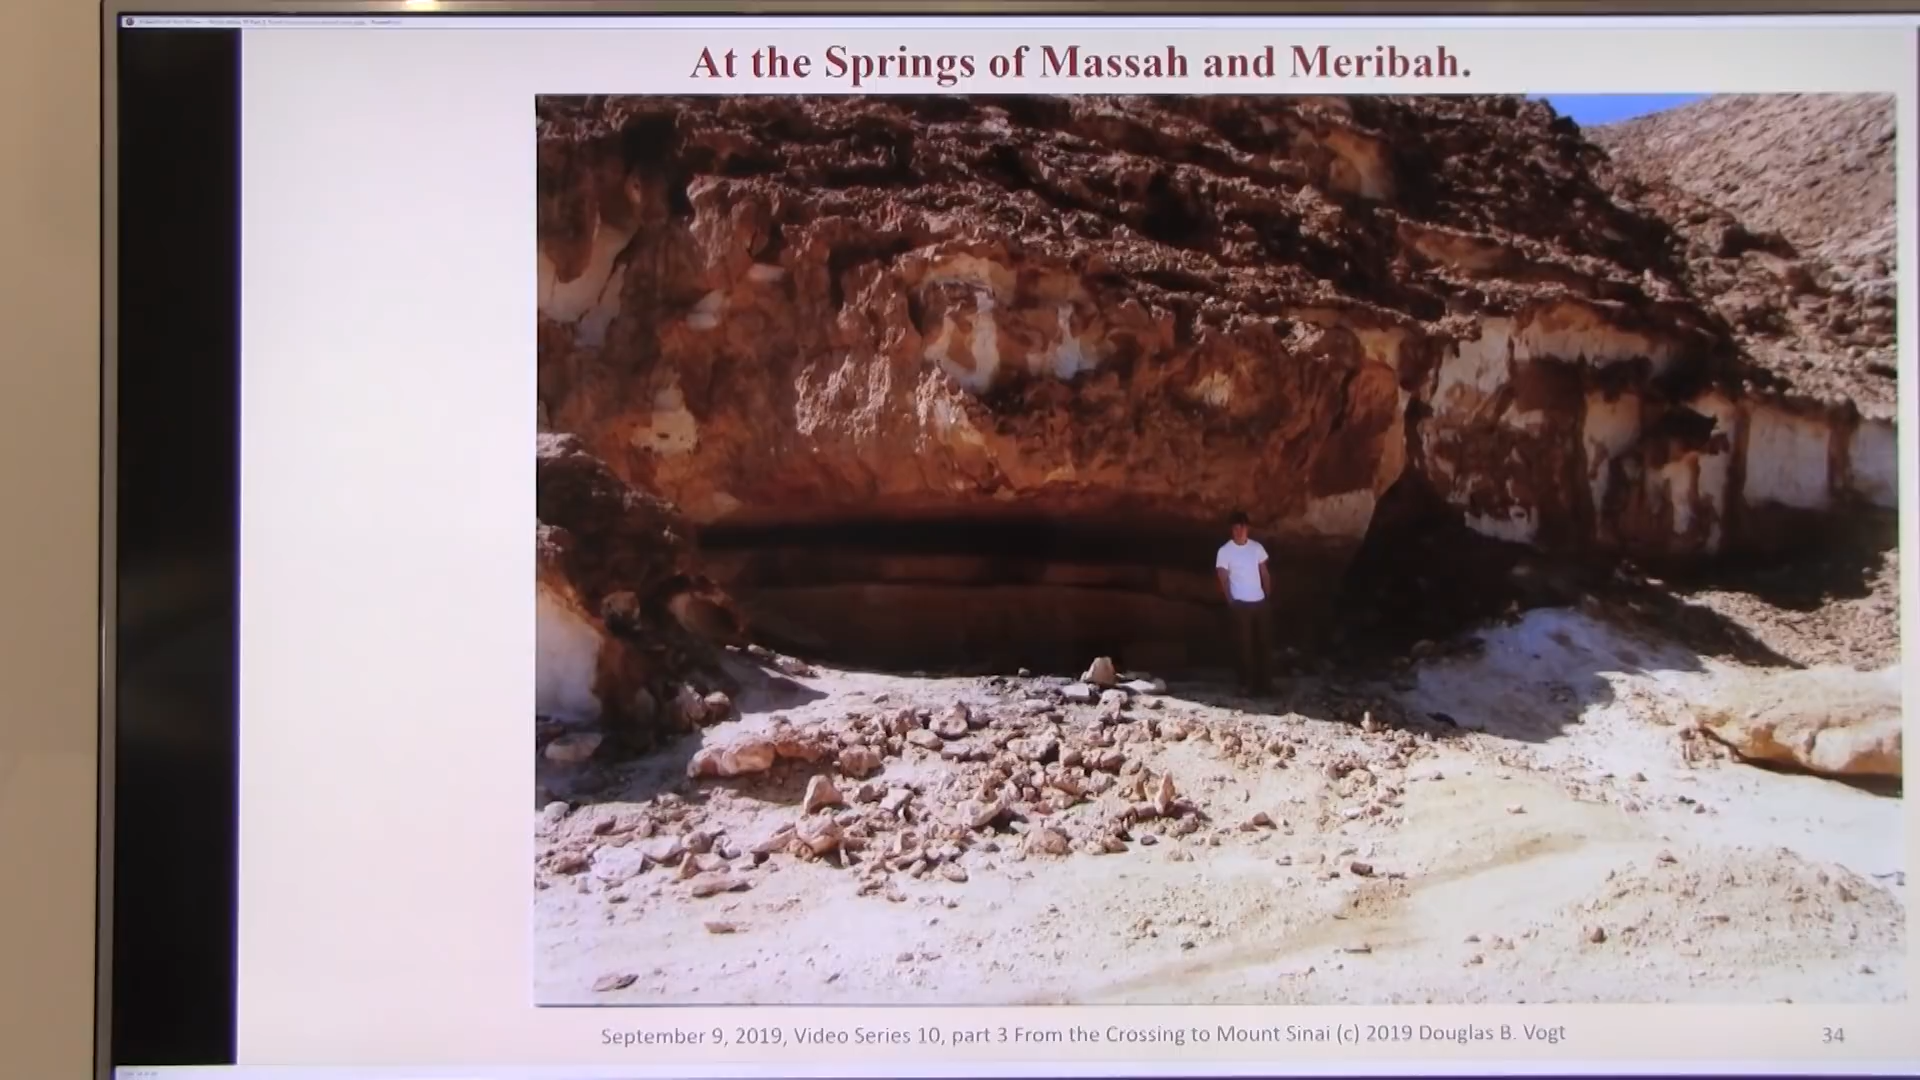 At the Springs of Massah and Meribah.
September 9, 2019, Video Series 10, part 3 From the Crossing to Mount Sinai (c) 2019 Douglas B. Vogt
34